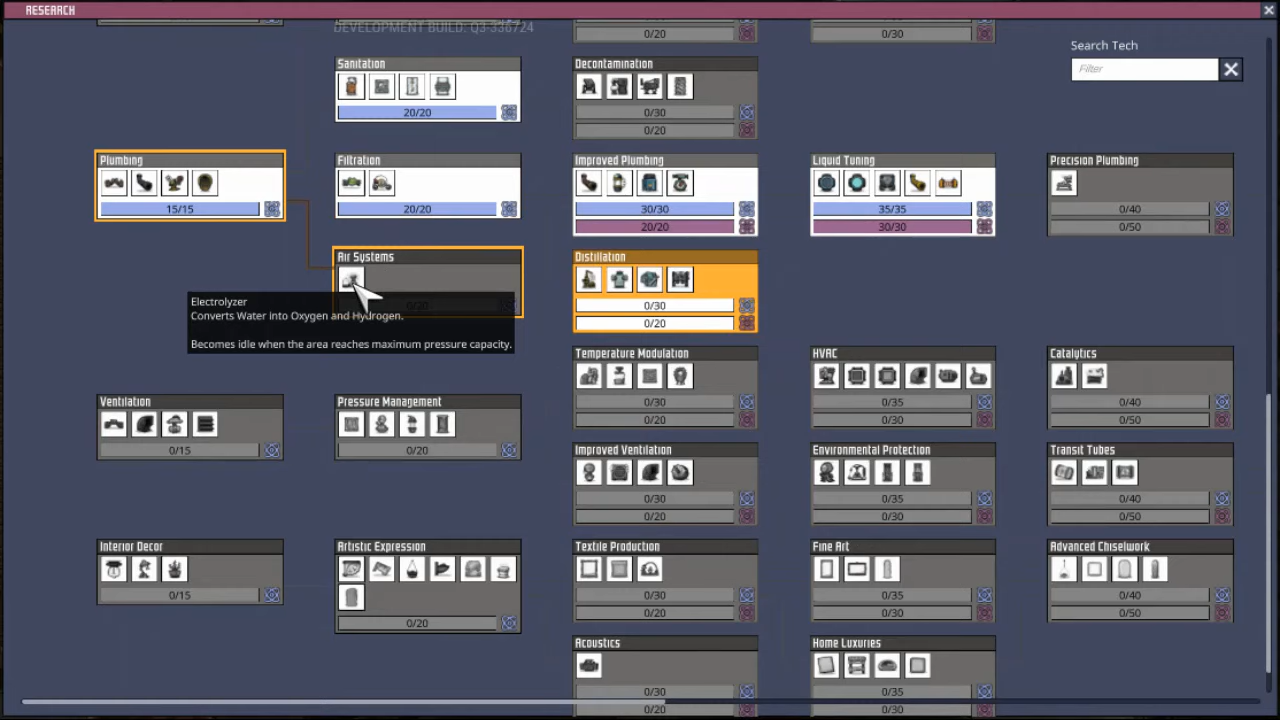 RESEARCH
DEVELOPMENT BUILD: Q3-336724
0/20
0/30
Search Tech
Filter
Sanitation
20/20
Decontamination
0/30
0/20
Plumbing
15/15
Filtration
20/20
Improved Plumbing
30/30
20/20
Liquid Tuning
35/35
30/30
Precision Plumbing
0/40
0/50
Air Systems
Distillation
0/30
0/20
Electrolyzer
Converts Water into Oxygen and Hydrogen.
Becomes idle when the area reaches maximum pressure capacity.
Temperature Modulation
0/30
0/20
HVAC
0/35
0/30
Catalytics
0/40
0/50
Ventilation
0/15
Pressure Management
0/20
Improved Ventilation
0/30
0/20
Environmental Protection
0/35
0/30
Transit Tubes
0/40
0/50
Interior Decor
0/15
Artistic Expression
0/20
Textile Production
0/30
0/20
Fine Art
0/35
0/30
Advanced Chiselwork
0/40
0/50
Acoustics
0/30
0/20
Home Luxuries
0/35
0/30